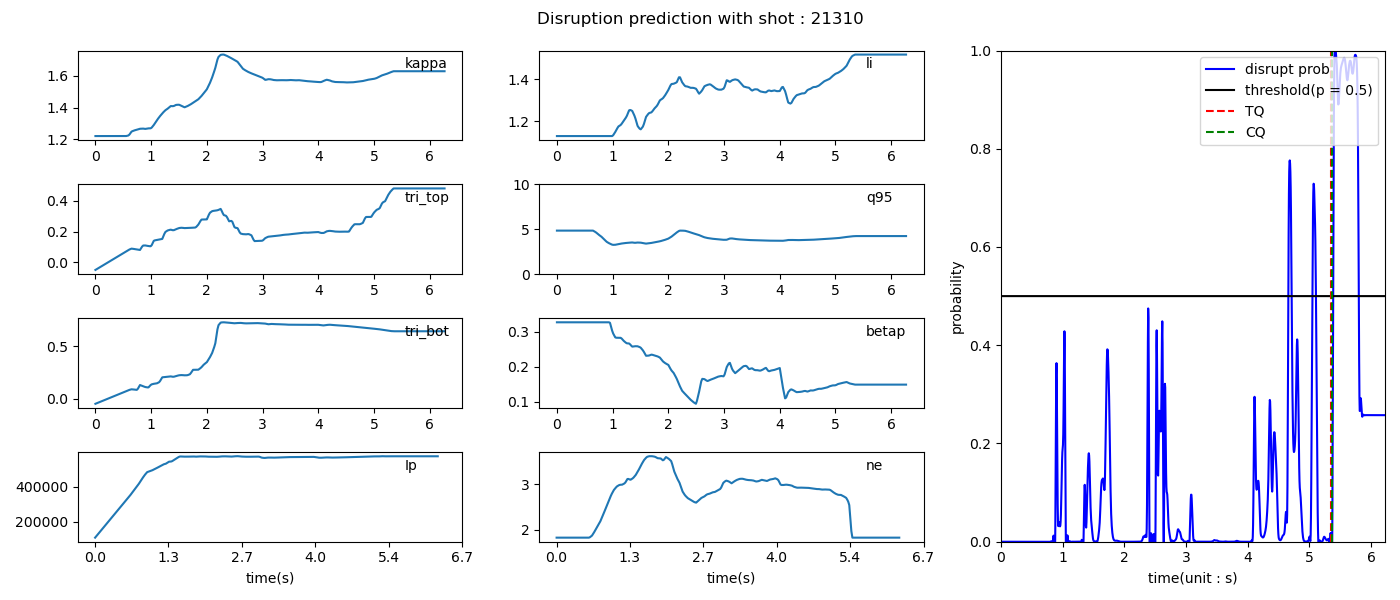 Disruption prediction with shot : 21310
kappa
1.6
1.4
1.2
0 1 2 3 4 5 6
li
1.4
1.2
0 1 2 3 4 5 6
tri_top
0.4
0.2
0.0
0 1 2 3 4 5 6
q95
10
5
0
0 1 2 3 4 5 6
tri_bot
0.5
0.0
0 1 2 3 4 5 6
betap
0.3
0.2
0.1
0 1 2 3 4 5 6
Ip
400000
200000
0.0 1.3 2.7 4.0 5.4 6.7
time(s)
ne
3
2
0.0 1.3 2.7 4.0 5.4 6.7
time(s)
disrupt prob
threshold(p = 0.5)
TQ
CQ
probability
1.0
0.8
0.6
0.4
0.2
0.0
0 1 2 3 4 5 6
time(unit : s)